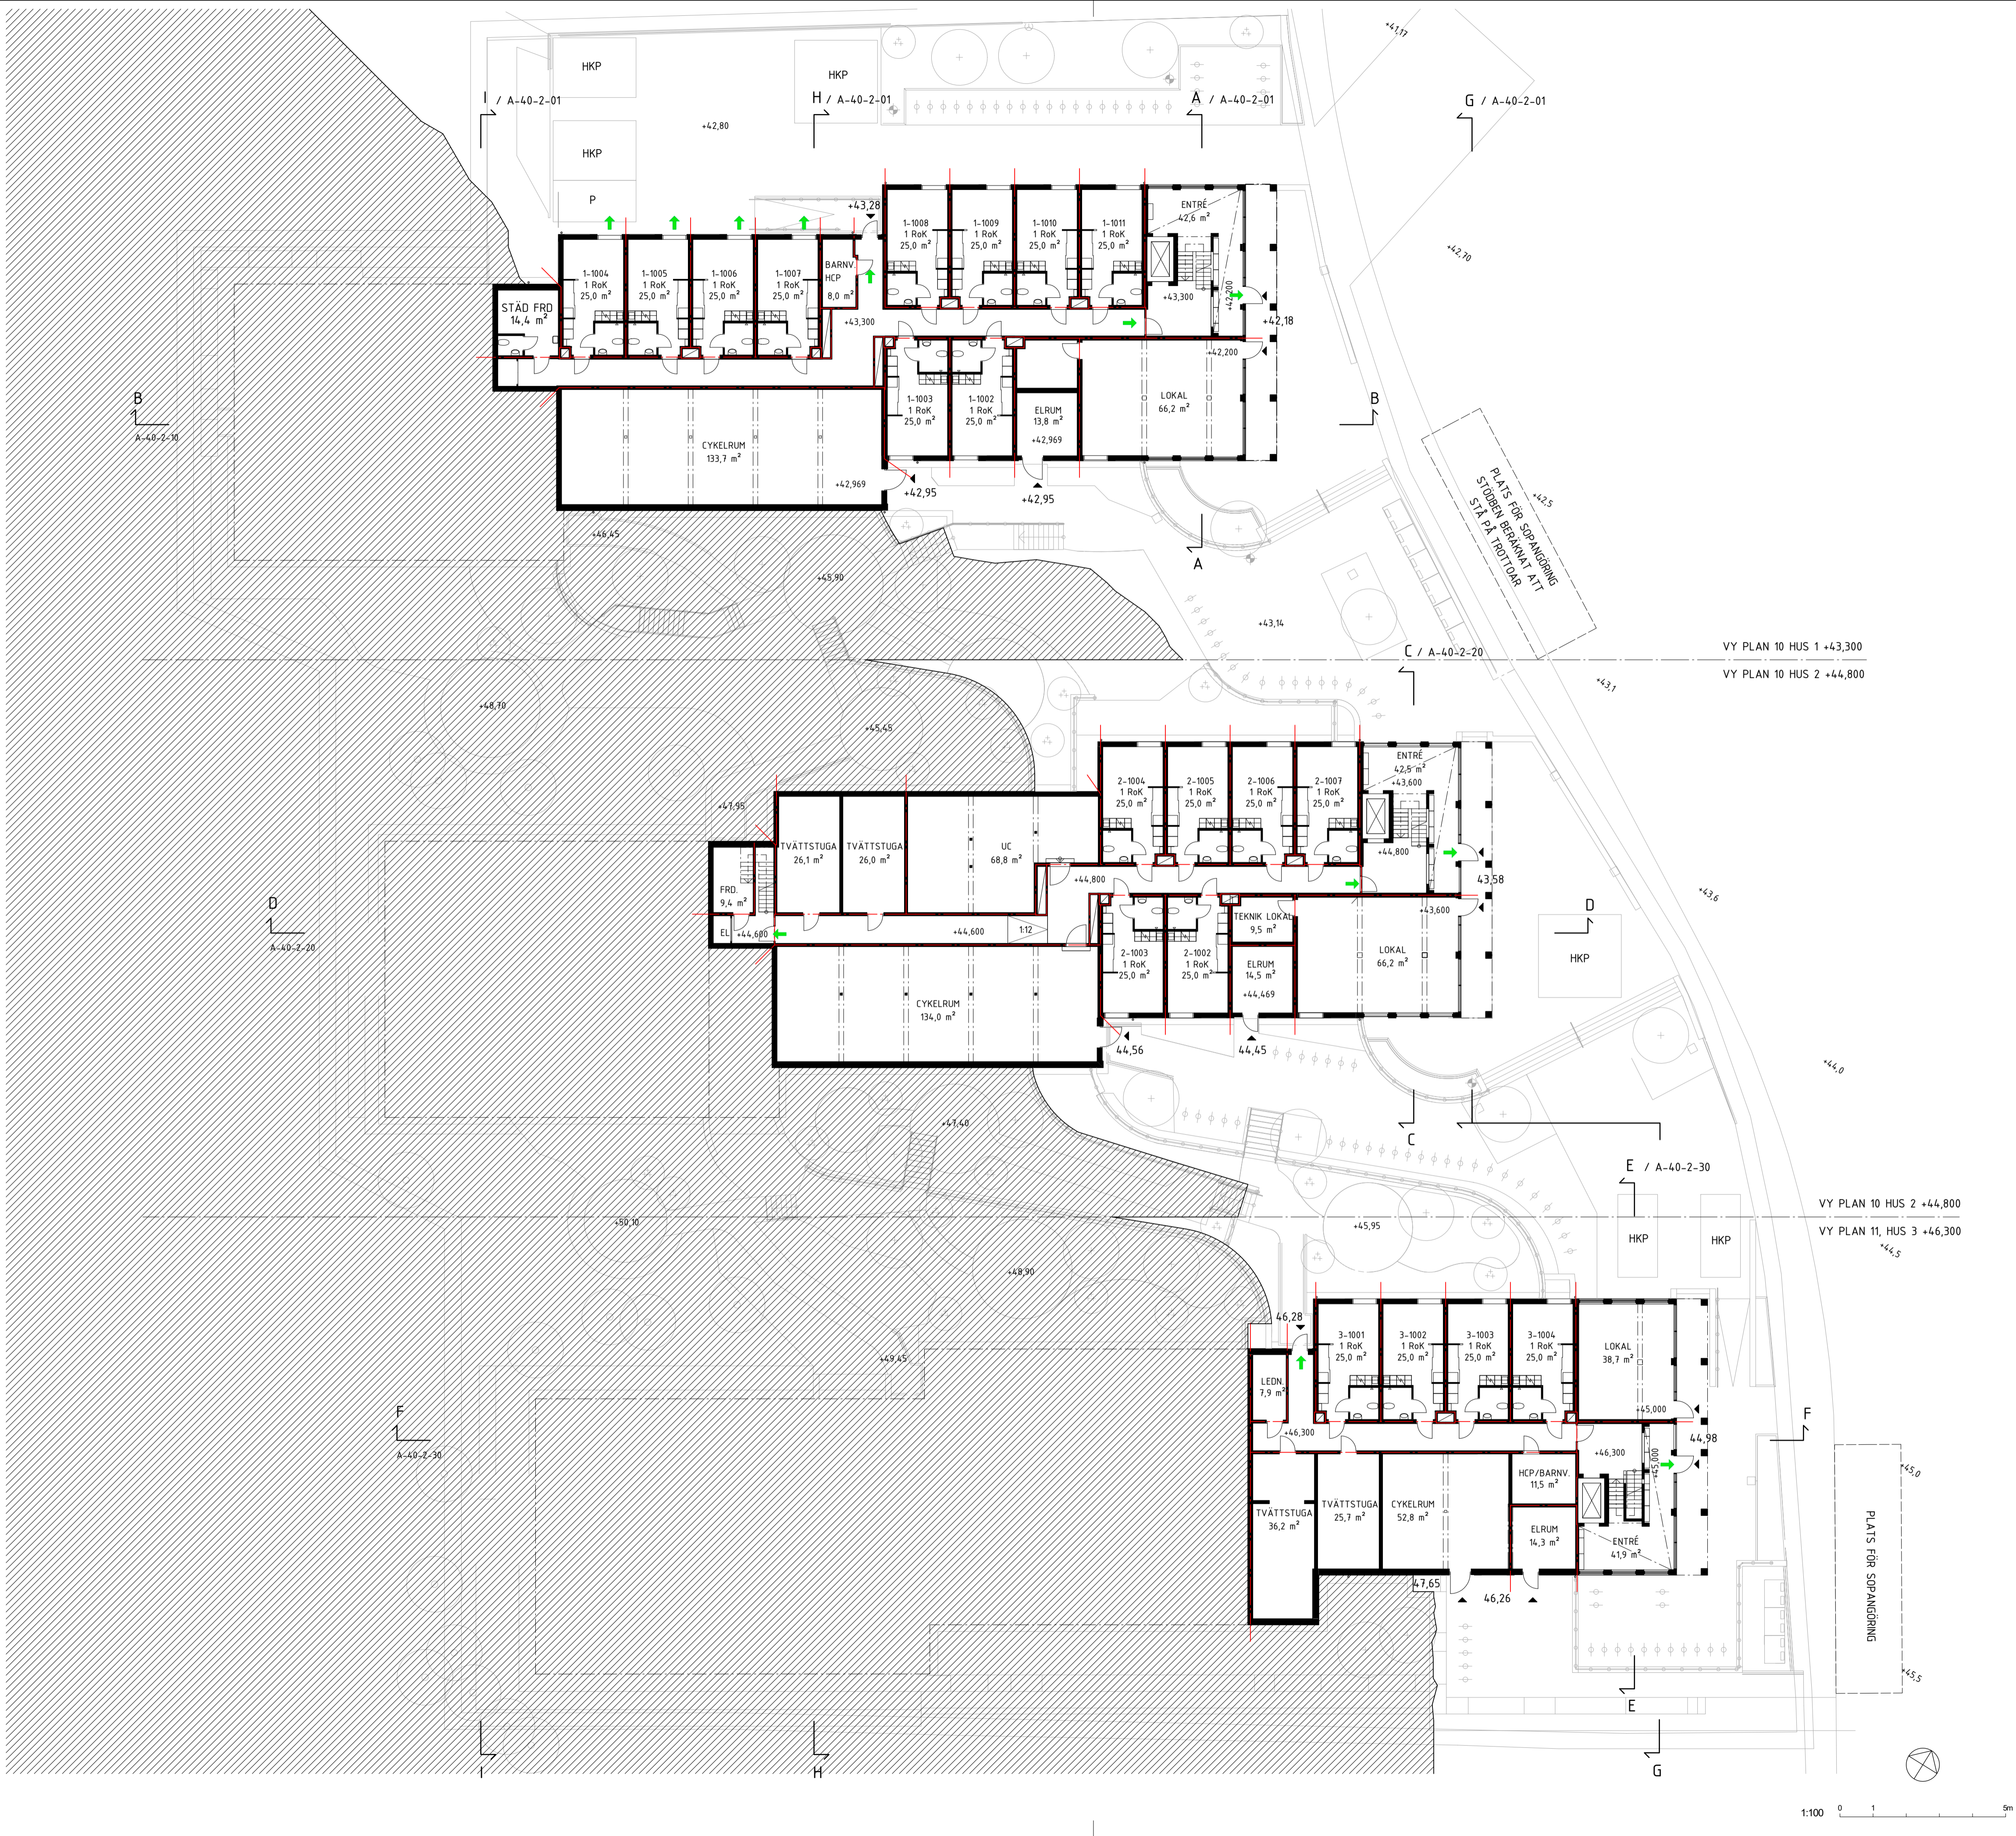 +41,17
HKP
HKP
I / A-40-2-01
H / A-40-2-01
A / A-40-2-01
G / A-40-2-01
+42,80
HKP
P
+43,28
ENTRÉ
42,6 m²
1-1008
1 RoK
25,0 m²
1-1009
1 RoK
25,0 m²
1-1010
1 RoK
25,0 m²
1-1011
1 RoK
25,0 m²
+42,70
1-1004
1 RoK
25,0 m²
1-1005
1 RoK
25,0 m²
1-1006
1 RoK
25,0 m²
1-1007
1 RoK
25,0 m²
BARNV.
HCP
8,0 m²
STÄD FRD
14,4 m²
+43,300
+43,300
+42,200
+42,18
+42,200
1-1003
1 RoK
25,0 m²
1-1002
1 RoK
25,0 m²
ELRUM
13,8 m²
+42,969
LOKAL
66,2 m²
B
A-40-2-10
B
CYKELRUM
133,7 m²
+42,969
+42,95
+42,95
PLATS FÖR SOPANGÖRING
STÖDBEN BERÄKNAT ATT
STÅ PÅ TROTTOAR
+42,5
+46,45
A
+45,90
+43,14
VY PLAN 10 HUS 1 +43,300
C / A-40-2-20
VY PLAN 10 HUS 2 +44,800
+43,1
+48,70
+45,45
ENTRÉ
42,5 m²
+43,600
2-1004
1 RoK
25,0 m²
2-1005
1 RoK
25,0 m²
2-1006
1 RoK
25,0 m²
2-1007
1 RoK
25,0 m²
+47,95
TVÄTTSTUGA
26,1 m²
TVÄTTSTUGA
26,0 m²
UC
68,8 m²
+44,800
+44,800
43,58
FRD.
9,4 m²
+43,6
D
A-40-2-20
EL
+44,600
+44,600
1:12
TEKNIK LOKAL
9,5 m²
+43,600
D
2-1003
1 RoK
25,0 m²
2-1002
1 RoK
25,0 m²
ELRUM
14,5 m²
+44,469
LOKAL
66,2 m²
HKP
CYKELRUM
134,0 m²
44,56
44,45
+44,0
+47,40
C
E / A-40-2-30
VY PLAN 10 HUS 2 +44,800
+50,10
+45,95
VY PLAN 11, HUS 3 +46,300
HKP
HKP
+44,5
+48,90
46,28
3-1001
1 RoK
25,0 m²
3-1002
1 RoK
25,0 m²
3-1003
1 RoK
25,0 m²
3-1004
1 RoK
25,0 m²
LOKAL
38,7 m²
+49,45
LEDN.
7,9 m²
+45,000
F
A-40-2-30
F
+46,300
44,98
+46,300
+45,000
+45,0
HCP/BARNV.
11,5 m²
TVÄTTSTUGA
36,2 m²
TVÄTTSTUGA
25,7 m²
CYKELRUM
52,8 m²
ELRUM
14,3 m²
ENTRÉ
41,9 m²
PLATS FÖR SOPANGÖRING
47,65
46,26
+45,5
E
I
H
G
1:100
0 1 5m